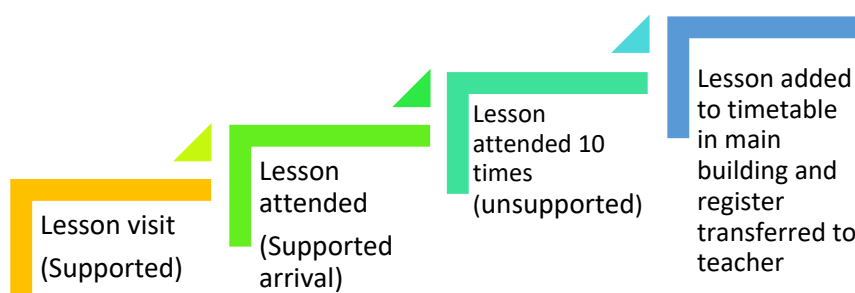 Lesson visit
(Supported)
Lesson
attended
(Supported
arrival)
Lesson
attended 10
times
(unsupported)
Lesson added
to timetable
in main
building and
register
transferred to
teacher